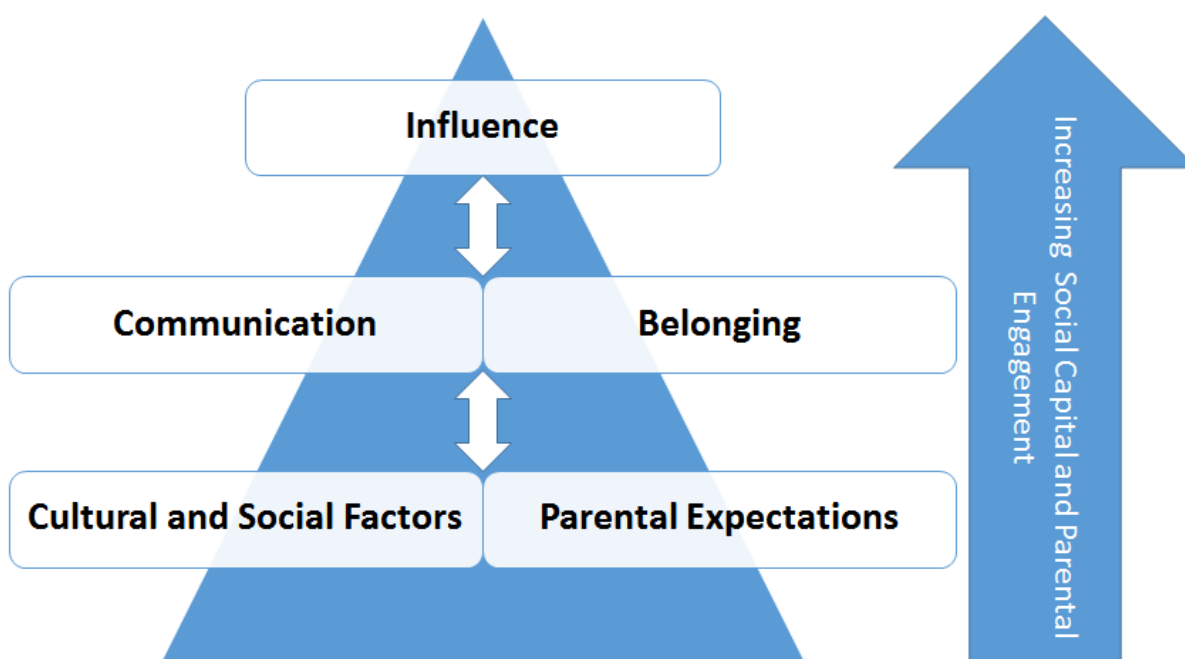 Influence
Communication
Belonging
Cultural and Social Factors
Parental Expectations
Increasing Social Capital and Parental
Engagement